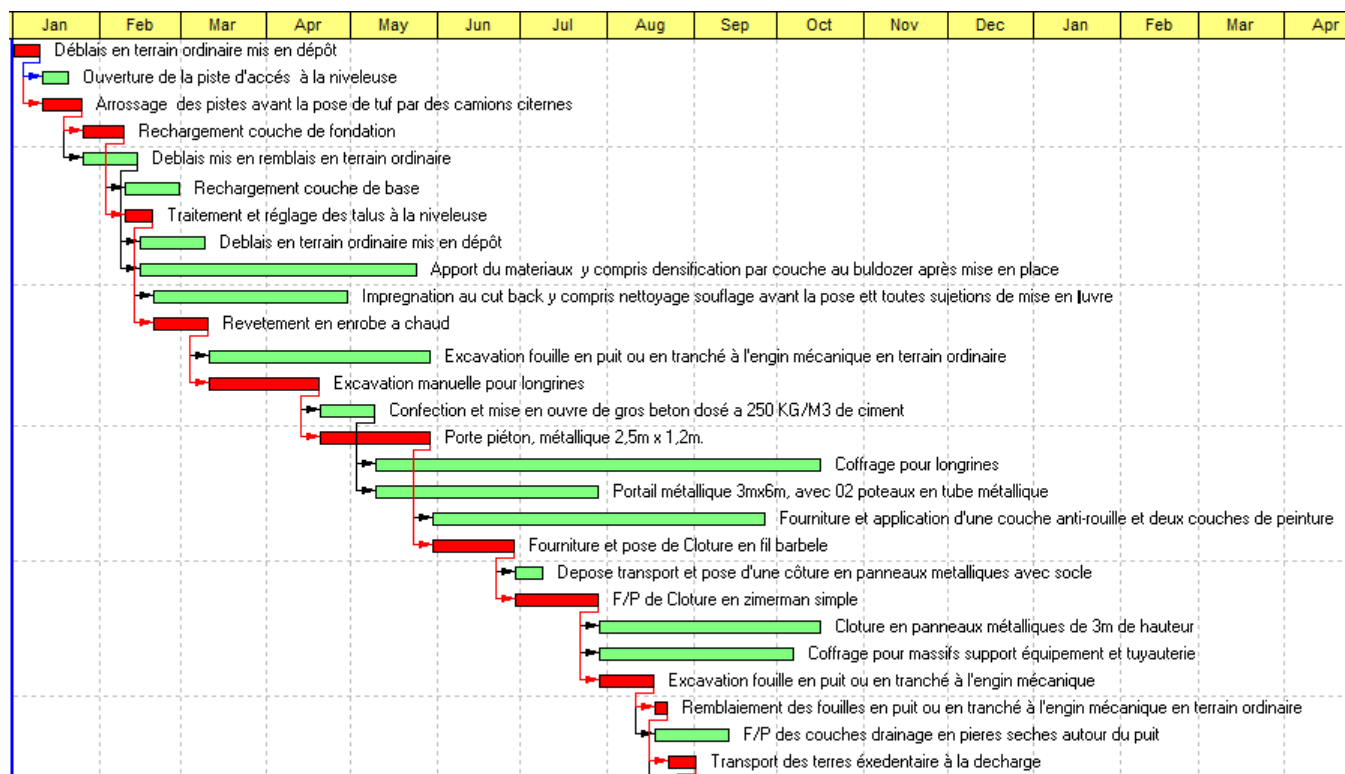 Jan Feb Mar Apr May Jun Jul Aug Sep Oct Nov Dec Jan Feb Mar Apr
Déblais en terrain ordinaire mis en dépôt
Ouverture de la piste d'accés à la niveleuse
Arrossage des pistes avant la pose de tuf par des camions citernes
Rechargement couche de fondation
Deblais mis en remblais en terrain ordinaire
Rechargement couche de base
Traitement et réglage des talus à la niveleuse
Deblais en terrain ordinaire mis en dépôt
Apport du materiaux y compris densification par couche au buldozer après mise en place
Impregnation au cut back y compris nettoyage souflage avant la pose ett toutes sujetions de mise en luvre
Revetement en enrobe a chaud
Excavation fouille en puit ou en tranché à l'engin mécanique en terrain ordinaire
Excavation manuelle pour longrines
Confection et mise en ouvre de gros beton dosé a 250 KG/M3 de ciment
Porte piéton, métallique 2,5m x 1,2m.
Coffrage pour longrines
Portail métallique 3mx6m, avec 02 poteaux en tube métallique
Fourniture et application d'une couche anti-rouille et deux couches de peinture
Fourniture et pose de Cloture en fil barbele
Depose transport et pose d'une côture en panneaux metalliques avec socle
F/P de Cloture en zimerman simple
Cloture en panneaux métalliques de 3m de hauteur
Coffrage pour massifs support équipement et tuyauterie
Excavation fouille en puit ou en tranché à l'engin mécanique
Remblaiement des fouilles en puit ou en tranché à l'engin mécanique en terrain ordinaire
F/P des couches drainage en pieres seches autour du puit
Transport des terres éxedentaire à la decharge